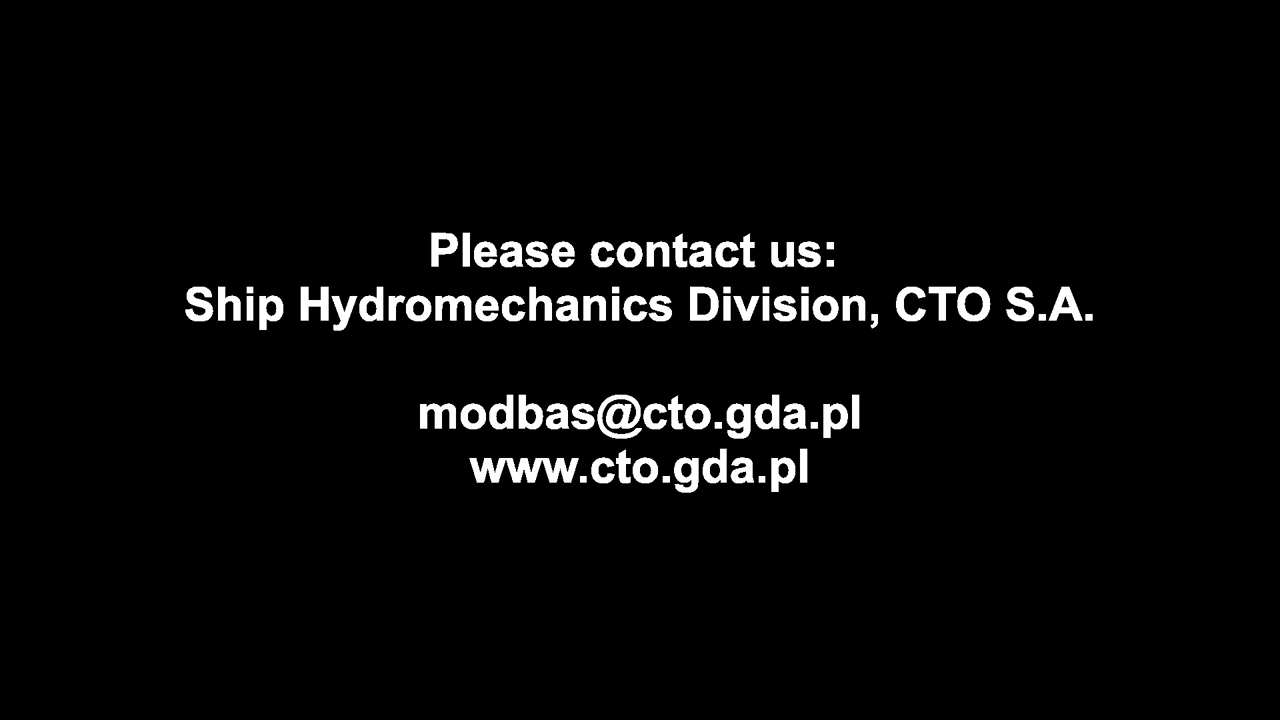 Please contact us:
Ship Hydromechanics Division, CTO S.A.
modbas@cto.gda.pl
www.cto.gda.pl